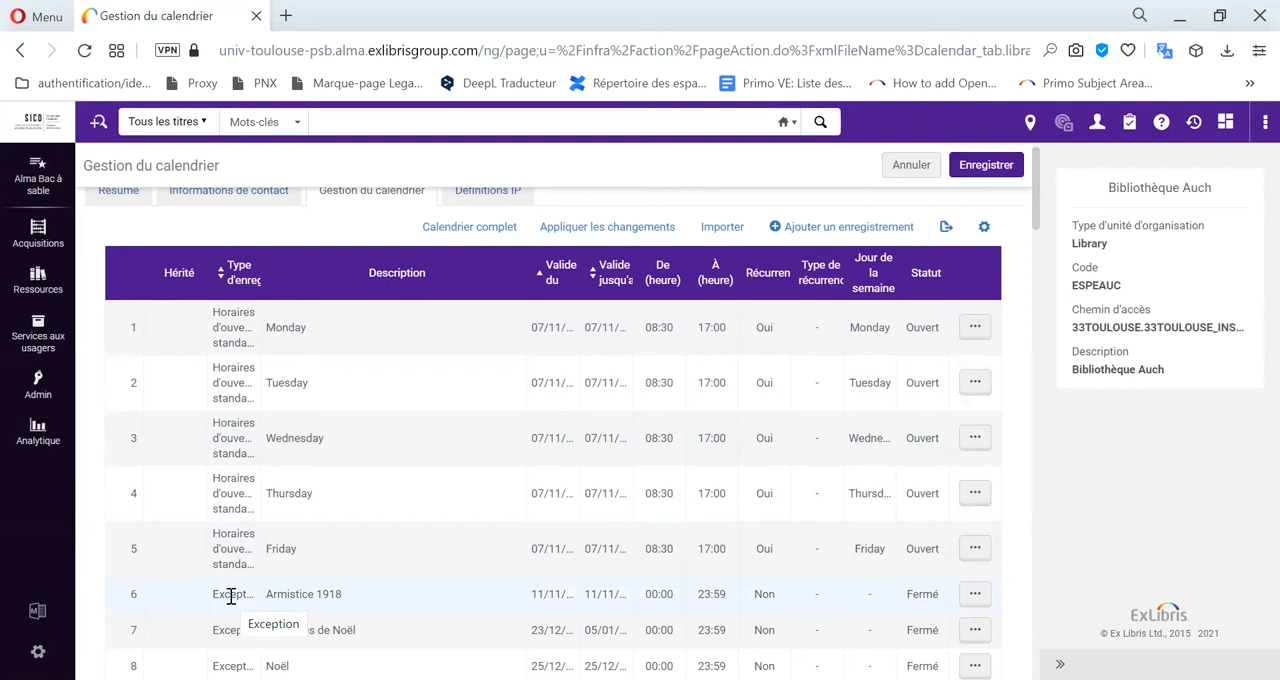 Menu
Gestion du calendrier
VPN
univ-toulouse-psb.alma.exlibrisgroup.com/ng/page;u=%2Finfra%2Faction%2FpageAction.do%3FxmlFileName%3Dcalendar_tab.libra
authentification/ide...
Proxy
PNX
Marque-page Lega...
DeepL Traducteur
Répertoire des espa...
Primo VE: Liste des...
How to add Open...
Primo Subject Area...
»
SICD
Tous les titres
Mots-clés
Alma Bac à
sable
Acquisitions
Ressources
Services aux
usagers
Admin
Analytique
Gestion du calendrier
Annuler
Enregistrer
Résumé
Informations de contact
Gestion du calendrier
Définitions IP
Calendrier complet
Appliquer les changements
Importer
Ajouter un enregistrement
Hérité
Type
d'enreg
Description
Valide
du
Valide
jusqu'a
De
(heure)
À
(heure)
Récurren
Type de
récurrenc
Jour de
la
semaine
Statut
1 Horaires d'ouve... standa... Monday 07/11/... 07/11/... 08:30 17:00 Oui - Monday Ouvert ...
2 Horaires d'ouve... standa... Tuesday 07/11/... 07/11/... 08:30 17:00 Oui - Tuesday Ouvert ...
3 Horaires d'ouve... standa... Wednesday 07/11/... 07/11/... 08:30 17:00 Oui - Wedne... Ouvert ...
4 Horaires d'ouve... standa... Thursday 07/11/... 07/11/... 08:30 17:00 Oui - Thursd... Ouvert ...
5 Horaires d'ouve... standa... Friday 07/11/... 07/11/... 08:30 17:00 Oui - Friday Ouvert ...
6 Except... Armistice 1918 11/11/... 11/11/... 00:00 23:59 Non - - Fermé ...
Exception
7 Excep s de Noël 23/12/... 05/01/... 00:00 23:59 Non - - Fermé ...
8 Except... Noël 25/12/... 25/12/... 00:00 23:59 Non - - Fermé ...
Bibliothèque Auch
Type d'unité d'organisation
Library
Code
ESPEAUC
Chemin d'accès
33TOULOUSE.33TOULOUSE_INS...
Description
Bibliothèque Auch
ExLibris
© Ex Libris Ltd., 2015 2021
»